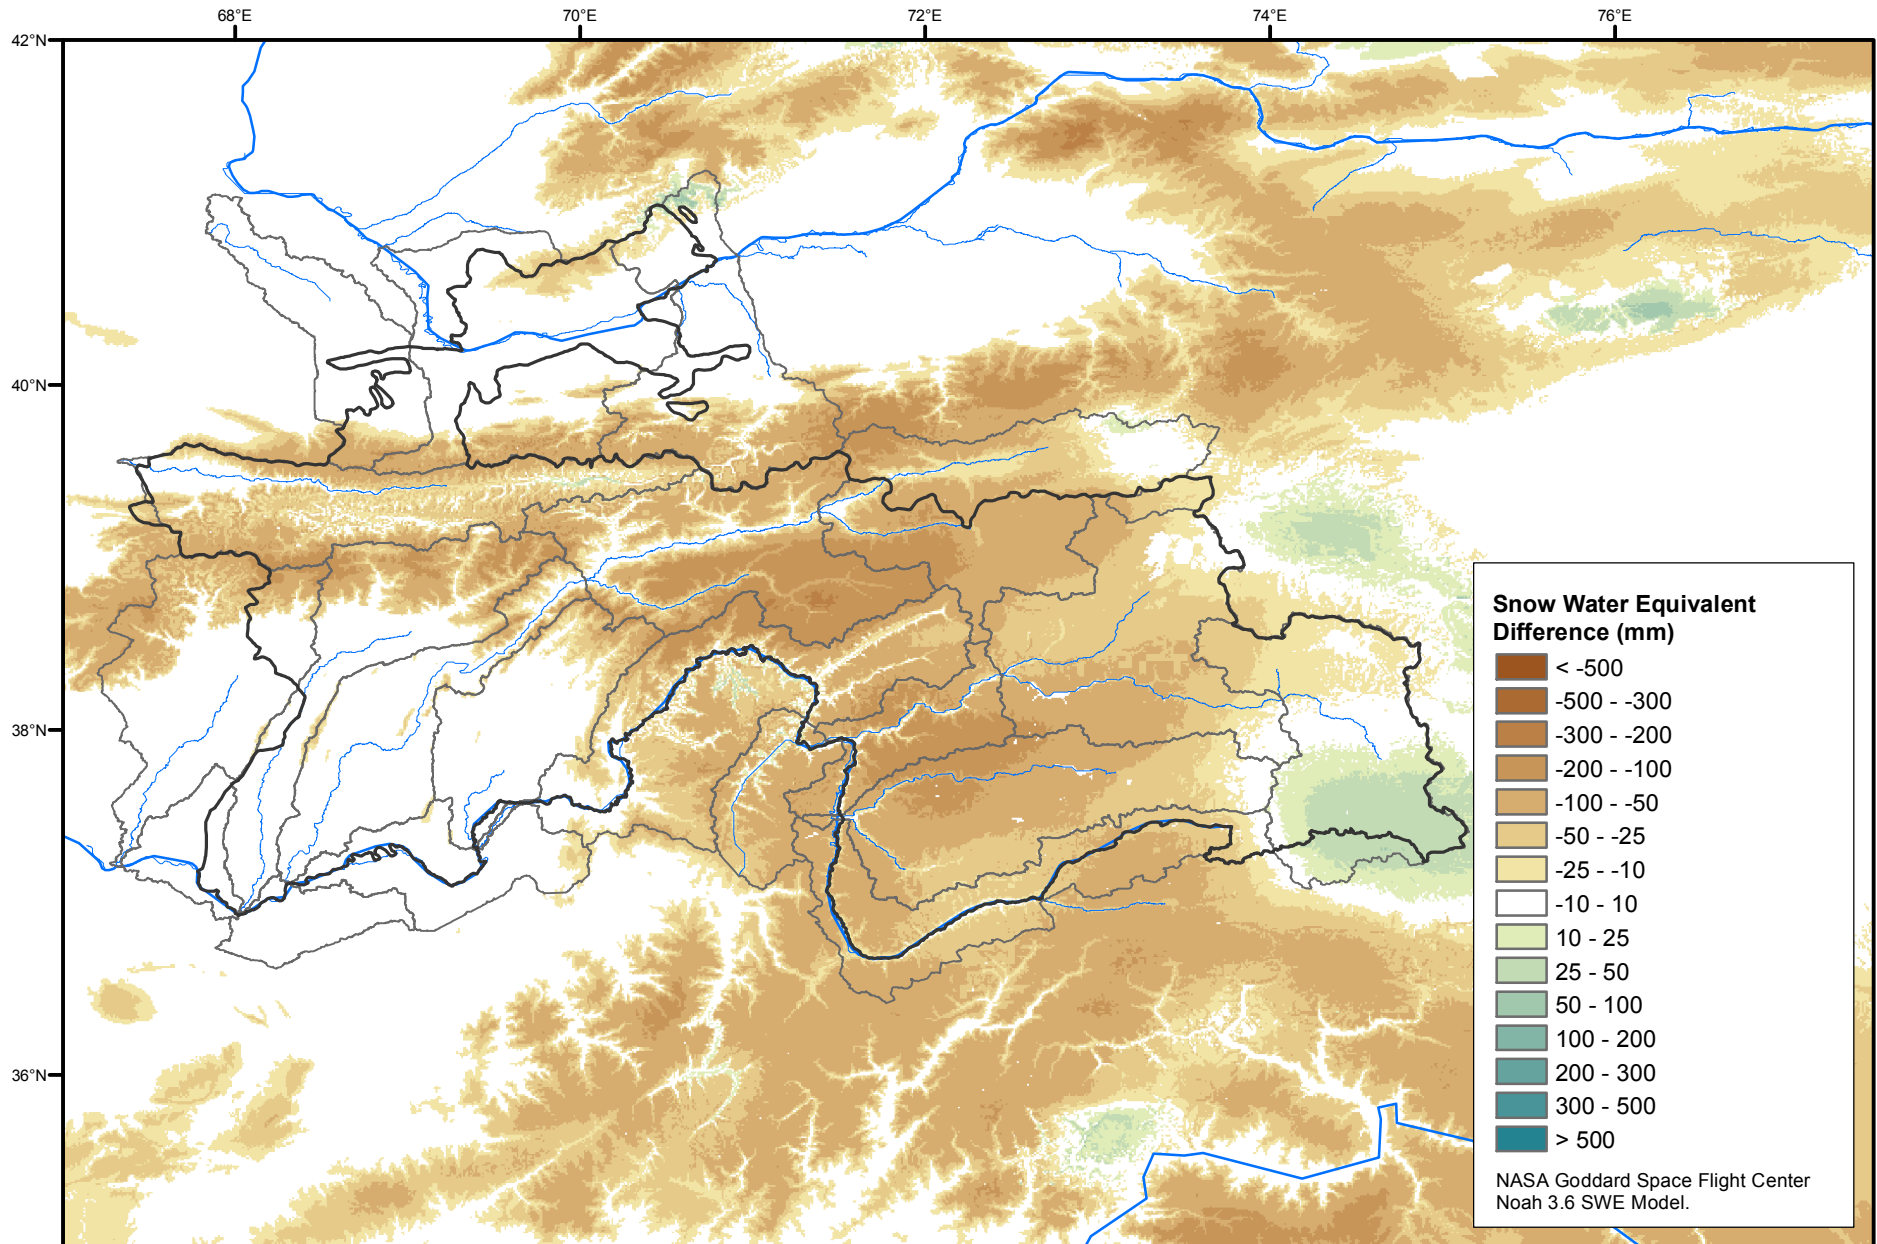 68°E
70°E
72°E
74°E
76°E
42°N
40°N
38°N
36°N
Snow Water Equivalent
Difference (mm)
< -500
-500 - -300
-300 - -200
-200 - -100
-100 - -50
-50 - -25
-25 - -10
-10 - 10
10 - 25
25 - 50
50 - 100
100 - 200
200 - 300
300 - 500
> 500
NASA Goddard Space Flight Center
Noah 3.6 SWE Model.